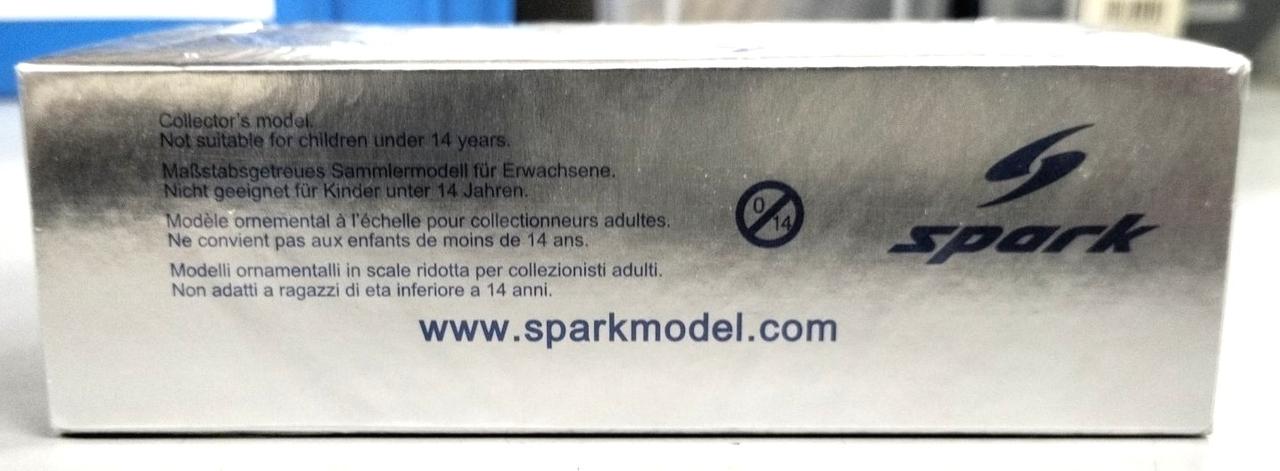 Collector's model.
Not suitable for children under 14 years.
Maßstabsgetreues Sammlermodell für Erwachsene.
Nicht geeignet für Kinder unter 14 Jahren.
Modèle ornemental à l'échelle pour collectionneurs adultes.
Ne convient pas aux enfants de moins de 14 ans.
Modelli ornamentalli in scale ridotta per collezionisti adulti.
Non adatti a ragazzi di eta inferiore a 14 anni.
0
14
spark
www.sparkmodel.com